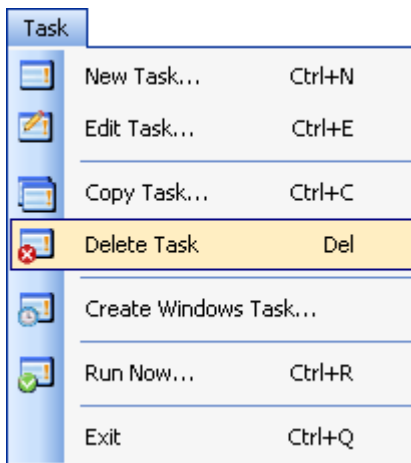 Task
New Task... Ctrl+N
Edit Task... Ctrl+E
Copy Task... Ctrl+C
Delete Task Del
Create Windows Task...
Run Now... Ctrl+R
Exit Ctrl+Q